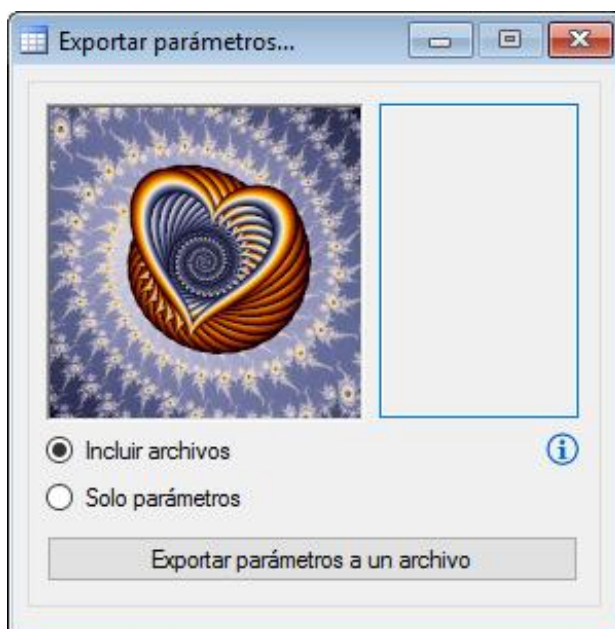 Exportar parámetros...
Incluir archivos
Solo parámetros
Exportar parámetros a un archivo